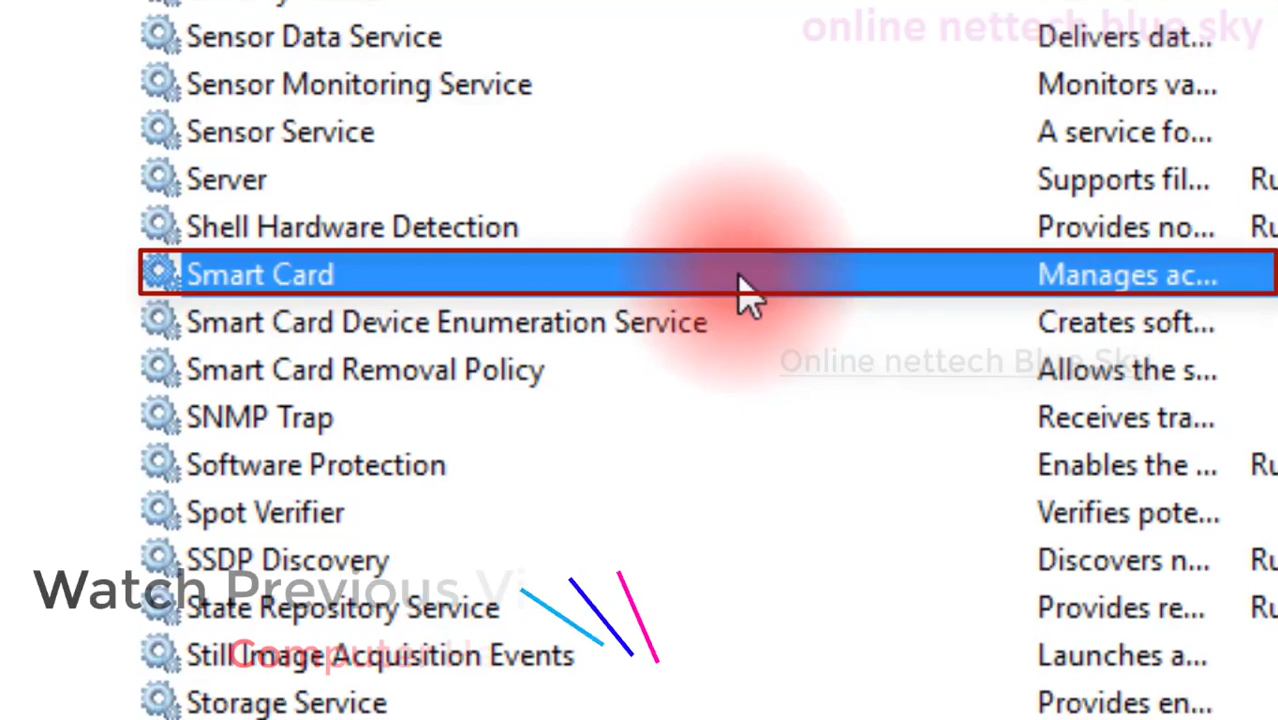 online nettech blue sky
Sensor Data Service Delivers dat...
Sensor Monitoring Service Monitors va...
Sensor Service A service fo...
Server Supports fil... Ru
Shell Hardware Detection Provides no... Ru
Smart Card Manages ac...
Smart Card Device Enumeration Service Creates soft...
Online nettech Blue Sky
Smart Card Removal Policy Allows the s...
SNMP Trap Receives tra...
Software Protection Enables the ... Ru
Spot Verifier Verifies pote...
SSDP Discovery Discovers n... Ru
Watch Previous Vi
State Repository Service Provides re... Ru
Computer
Still Image Acquisition Events Launches a...
Storage Service Provides en...